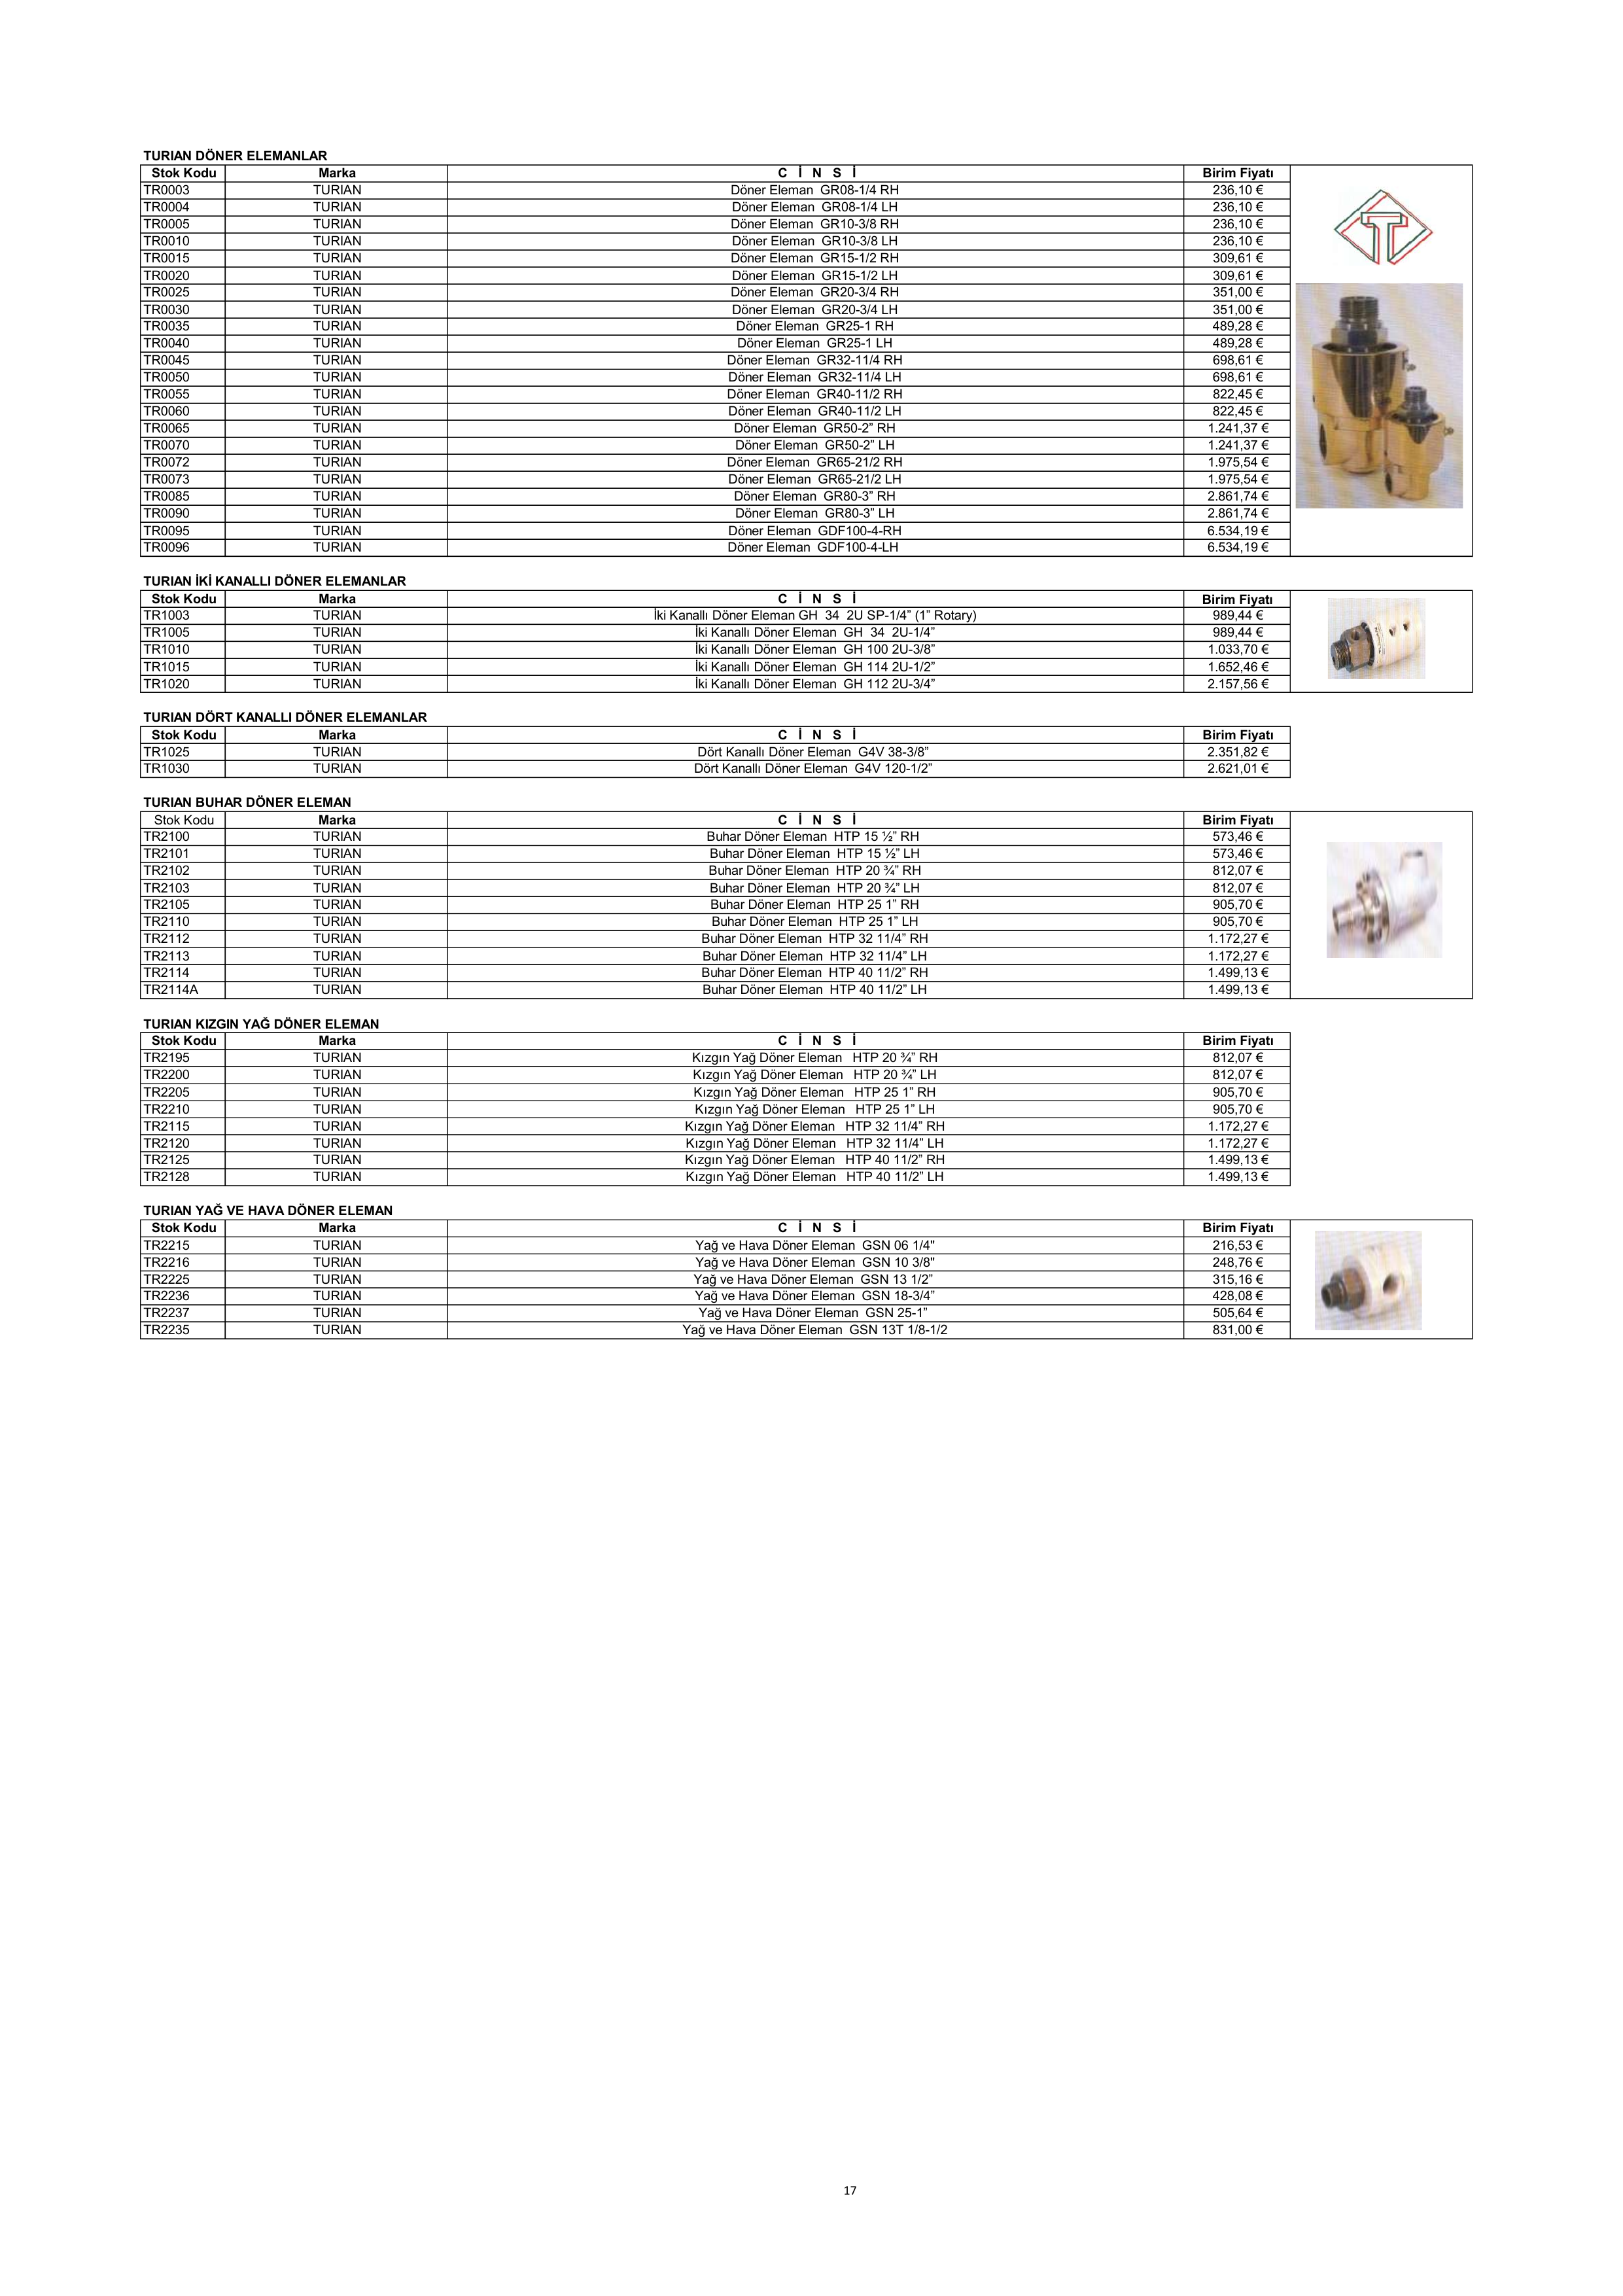 TURIAN DÖNER ELEMANLAR
Stok Kodu Marka C İ N S İ Birim Fiyatı
TR0003 TURIAN Döner Eleman GR08-1/4 RH 236,10 €
TR0004 TURIAN Döner Eleman GR08-1/4 LH 236,10 €
TR0005 TURIAN Döner Eleman GR10-3/8 RH 236,10 €
TR0010 TURIAN Döner Eleman GR10-3/8 LH 236,10 €
TR0015 TURIAN Döner Eleman GR15-1/2 RH 309,61 €
TR0020 TURIAN Döner Eleman GR15-1/2 LH 309,61 €
TR0025 TURIAN Döner Eleman GR20-3/4 RH 351,00 €
TR0030 TURIAN Döner Eleman GR20-3/4 LH 351,00 €
TR0035 TURIAN Döner Eleman GR25-1 RH 489,28 €
TR0040 TURIAN Döner Eleman GR25-1 LH 489,28 €
TR0045 TURIAN Döner Eleman GR32-11/4 RH 698,61 €
TR0050 TURIAN Döner Eleman GR32-11/4 LH 698,61 €
TR0055 TURIAN Döner Eleman GR40-11/2 RH 822,45 €
TR0060 TURIAN Döner Eleman GR40-11/2 LH 822,45 €
TR0065 TURIAN Döner Eleman GR50-2” RH 1.241,37 €
TR0070 TURIAN Döner Eleman GR50-2” LH 1.241,37 €
TR0072 TURIAN Döner Eleman GR65-21/2 RH 1.975,54 €
TR0073 TURIAN Döner Eleman GR65-21/2 LH 1.975,54 €
TR0085 TURIAN Döner Eleman GR80-3” RH 2.861,74 €
TR0090 TURIAN Döner Eleman GR80-3” LH 2.861,74 €
TR0095 TURIAN Döner Eleman GDF100-4-RH 6.534,19 €
TR0096 TURIAN Döner Eleman GDF100-4-LH 6.534,19 €
TURIAN İKİ KANALLI DÖNER ELEMANLAR
Stok Kodu Marka C İ N S İ Birim Fiyatı
TR1003 TURIAN İki Kanallı Döner Eleman GH 34 2U SP-1/4” (1” Rotary) 989,44 €
TR1005 TURIAN İki Kanallı Döner Eleman GH 34 2U-1/4” 989,44 €
TR1010 TURIAN İki Kanallı Döner Eleman GH 100 2U-3/8” 1.033,70 €
TR1015 TURIAN İki Kanallı Döner Eleman GH 114 2U-1/2” 1.652,46 €
TR1020 TURIAN İki Kanallı Döner Eleman GH 112 2U-3/4” 2.157,56 €
TURIAN DÖRT KANALLI DÖNER ELEMANLAR
Stok Kodu Marka C İ N S İ Birim Fiyatı
TR1025 TURIAN Dört Kanallı Döner Eleman G4V 38-3/8” 2.351,82 €
TR1030 TURIAN Dört Kanallı Döner Eleman G4V 120-1/2” 2.621,01 €
TURIAN BUHAR DÖNER ELEMAN
Stok Kodu Marka C İ N S İ Birim Fiyatı
TR2100 TURIAN Buhar Döner Eleman HTP 15 ½” RH 573,46 €
TR2101 TURIAN Buhar Döner Eleman HTP 15 ½” LH 573,46 €
TR2102 TURIAN Buhar Döner Eleman HTP 20 ¾” RH 812,07 €
TR2103 TURIAN Buhar Döner Eleman HTP 20 ¾” LH 812,07 €
TR2105 TURIAN Buhar Döner Eleman HTP 25 1” RH 905,70 €
TR2110 TURIAN Buhar Döner Eleman HTP 25 1” LH 905,70 €
TR2112 TURIAN Buhar Döner Eleman HTP 32 11/4” RH 1.172,27 €
TR2113 TURIAN Buhar Döner Eleman HTP 32 11/4” LH 1.172,27 €
TR2114 TURIAN Buhar Döner Eleman HTP 40 11/2” RH 1.499,13 €
TR2114A TURIAN Buhar Döner Eleman HTP 40 11/2” LH 1.499,13 €
TURIAN KIZGIN YAĞ DÖNER ELEMAN
Stok Kodu Marka C İ N S İ Birim Fiyatı
TR2195 TURIAN Kızgın Yağ Döner Eleman HTP 20 ¾” RH 812,07 €
TR2200 TURIAN Kızgın Yağ Döner Eleman HTP 20 ¾” LH 812,07 €
TR2205 TURIAN Kızgın Yağ Döner Eleman HTP 25 1” RH 905,70 €
TR2210 TURIAN Kızgın Yağ Döner Eleman HTP 25 1” LH 905,70 €
TR2115 TURIAN Kızgın Yağ Döner Eleman HTP 32 11/4” RH 1.172,27 €
TR2120 TURIAN Kızgın Yağ Döner Eleman HTP 32 11/4” LH 1.172,27 €
TR2125 TURIAN Kızgın Yağ Döner Eleman HTP 40 11/2” RH 1.499,13 €
TR2128 TURIAN Kızgın Yağ Döner Eleman HTP 40 11/2” LH 1.499,13 €
TURIAN YAĞ VE HAVA DÖNER ELEMAN
Stok Kodu Marka C İ N S İ Birim Fiyatı
TR2215 TURIAN Yağ ve Hava Döner Eleman GSN 06 1/4" 216,53 €
TR2216 TURIAN Yağ ve Hava Döner Eleman GSN 10 3/8" 248,76 €
TR2225 TURIAN Yağ ve Hava Döner Eleman GSN 13 1/2” 315,16 €
TR2236 TURIAN Yağ ve Hava Döner Eleman GSN 18-3/4” 428,08 €
TR2237 TURIAN Yağ ve Hava Döner Eleman GSN 25-1” 505,64 €
TR2235 TURIAN Yağ ve Hava Döner Eleman GSN 13T 1/8-1/2 831,00 €
17